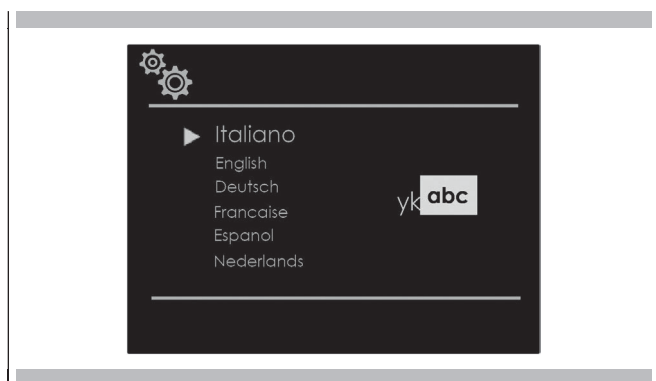 Italiano
English
Deutsch
Francaise
Espanol
Nederlands
yk abc